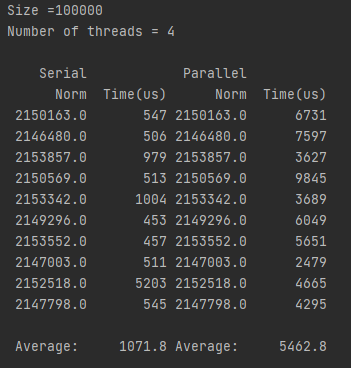 Size =100000
Number of threads = 4
Serial Parallel
Norm Time(us) Norm Time(us)
2150163.0 547 2150163.0 6731
2146480.0 506 2146480.0 7597
2153857.0 979 2153857.0 3627
2150569.0 513 2150569.0 9845
2153342.0 1004 2153342.0 3689
2149296.0 453 2149296.0 6049
2153552.0 457 2153552.0 5651
2147003.0 511 2147003.0 2479
2152518.0 5203 2152518.0 4665
2147798.0 545 2147798.0 4295
Average: 1071.8 Average: 5462.8